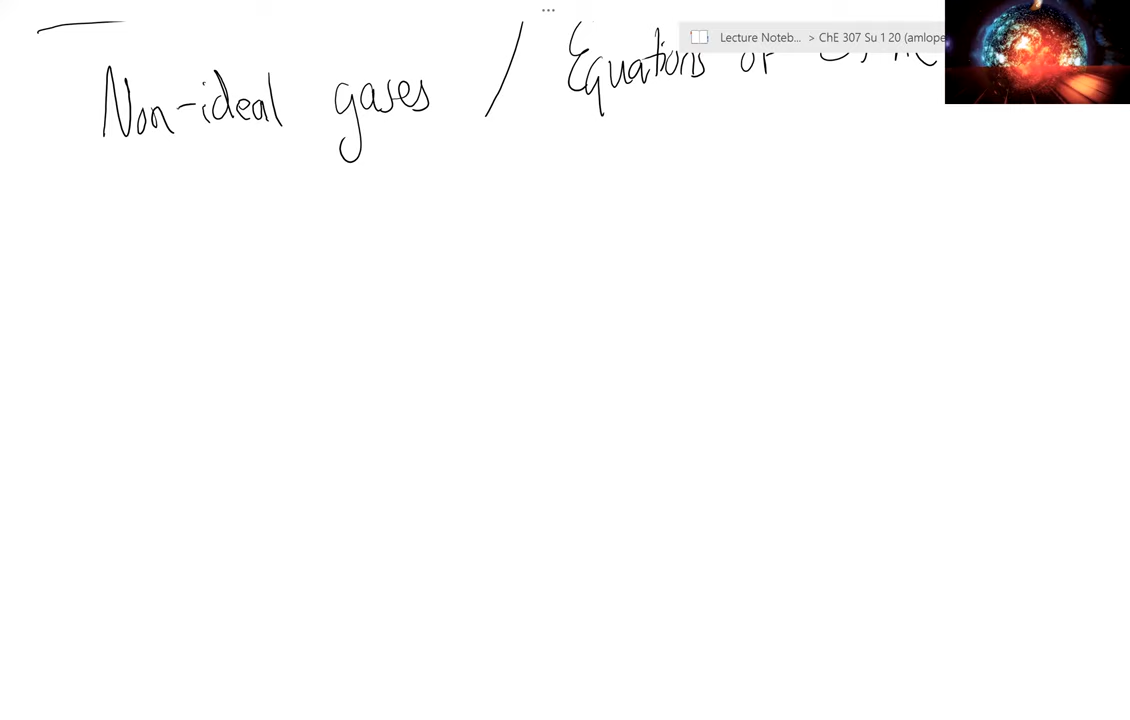 Lecture Noteb... > ChE 307 Su 1 20 (amlope
Non-ideal gases / Equations of